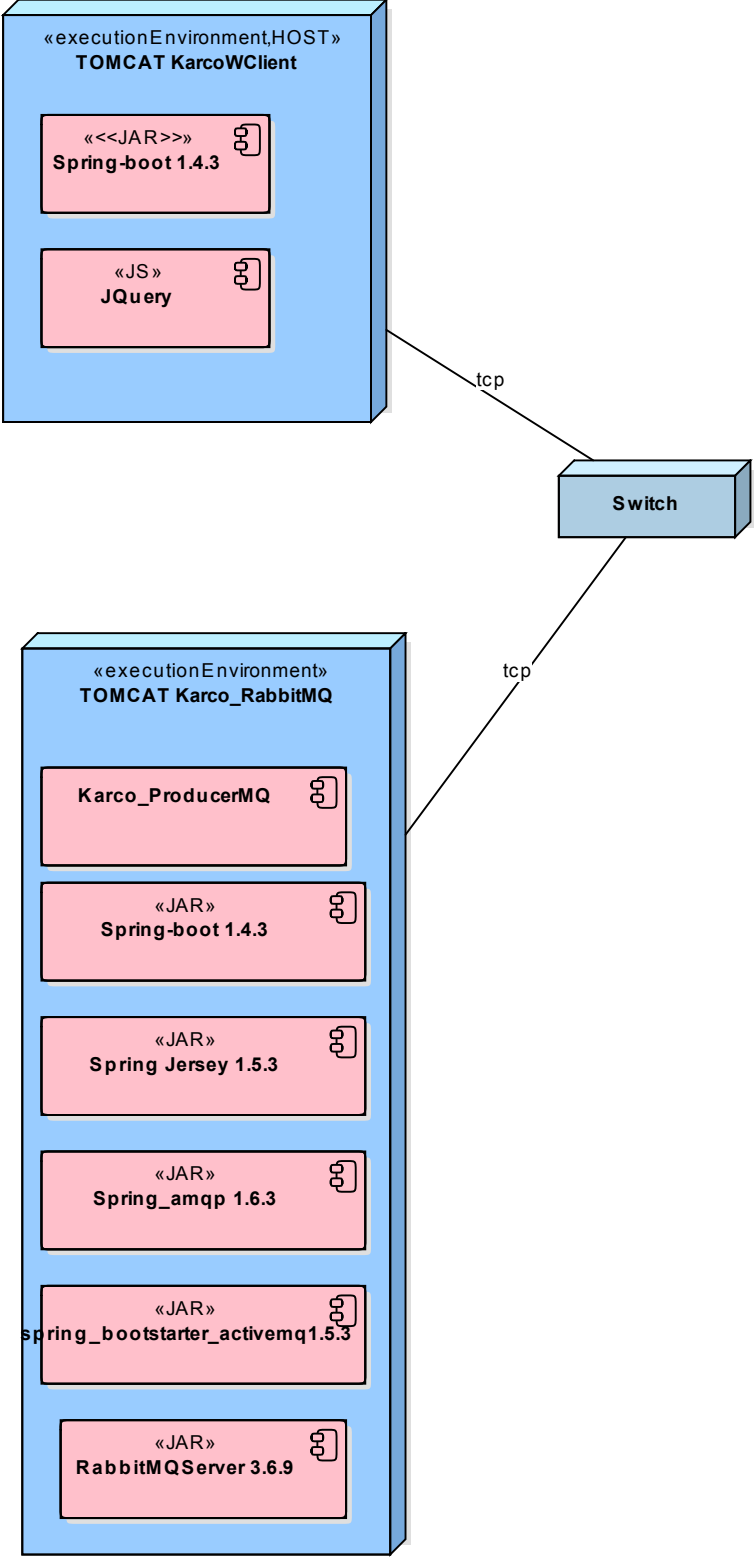 «executionEnvironment,HOST»
TOMCAT KarcoWClient
«<<JAR>>»
Spring-boot 1.4.3
«JS»
JQuery
tcp
Switch
tcp
«executionEnvironment»
TOMCAT Karco_RabbitMQ
Karco_ProducerMQ
«JAR»
Spring-boot 1.4.3
«JAR»
Spring Jersey 1.5.3
«JAR»
Spring_amqp 1.6.3
«JAR»
spring_bootstarter_activemq1.5.3
«JAR»
RabbitMQServer 3.6.9